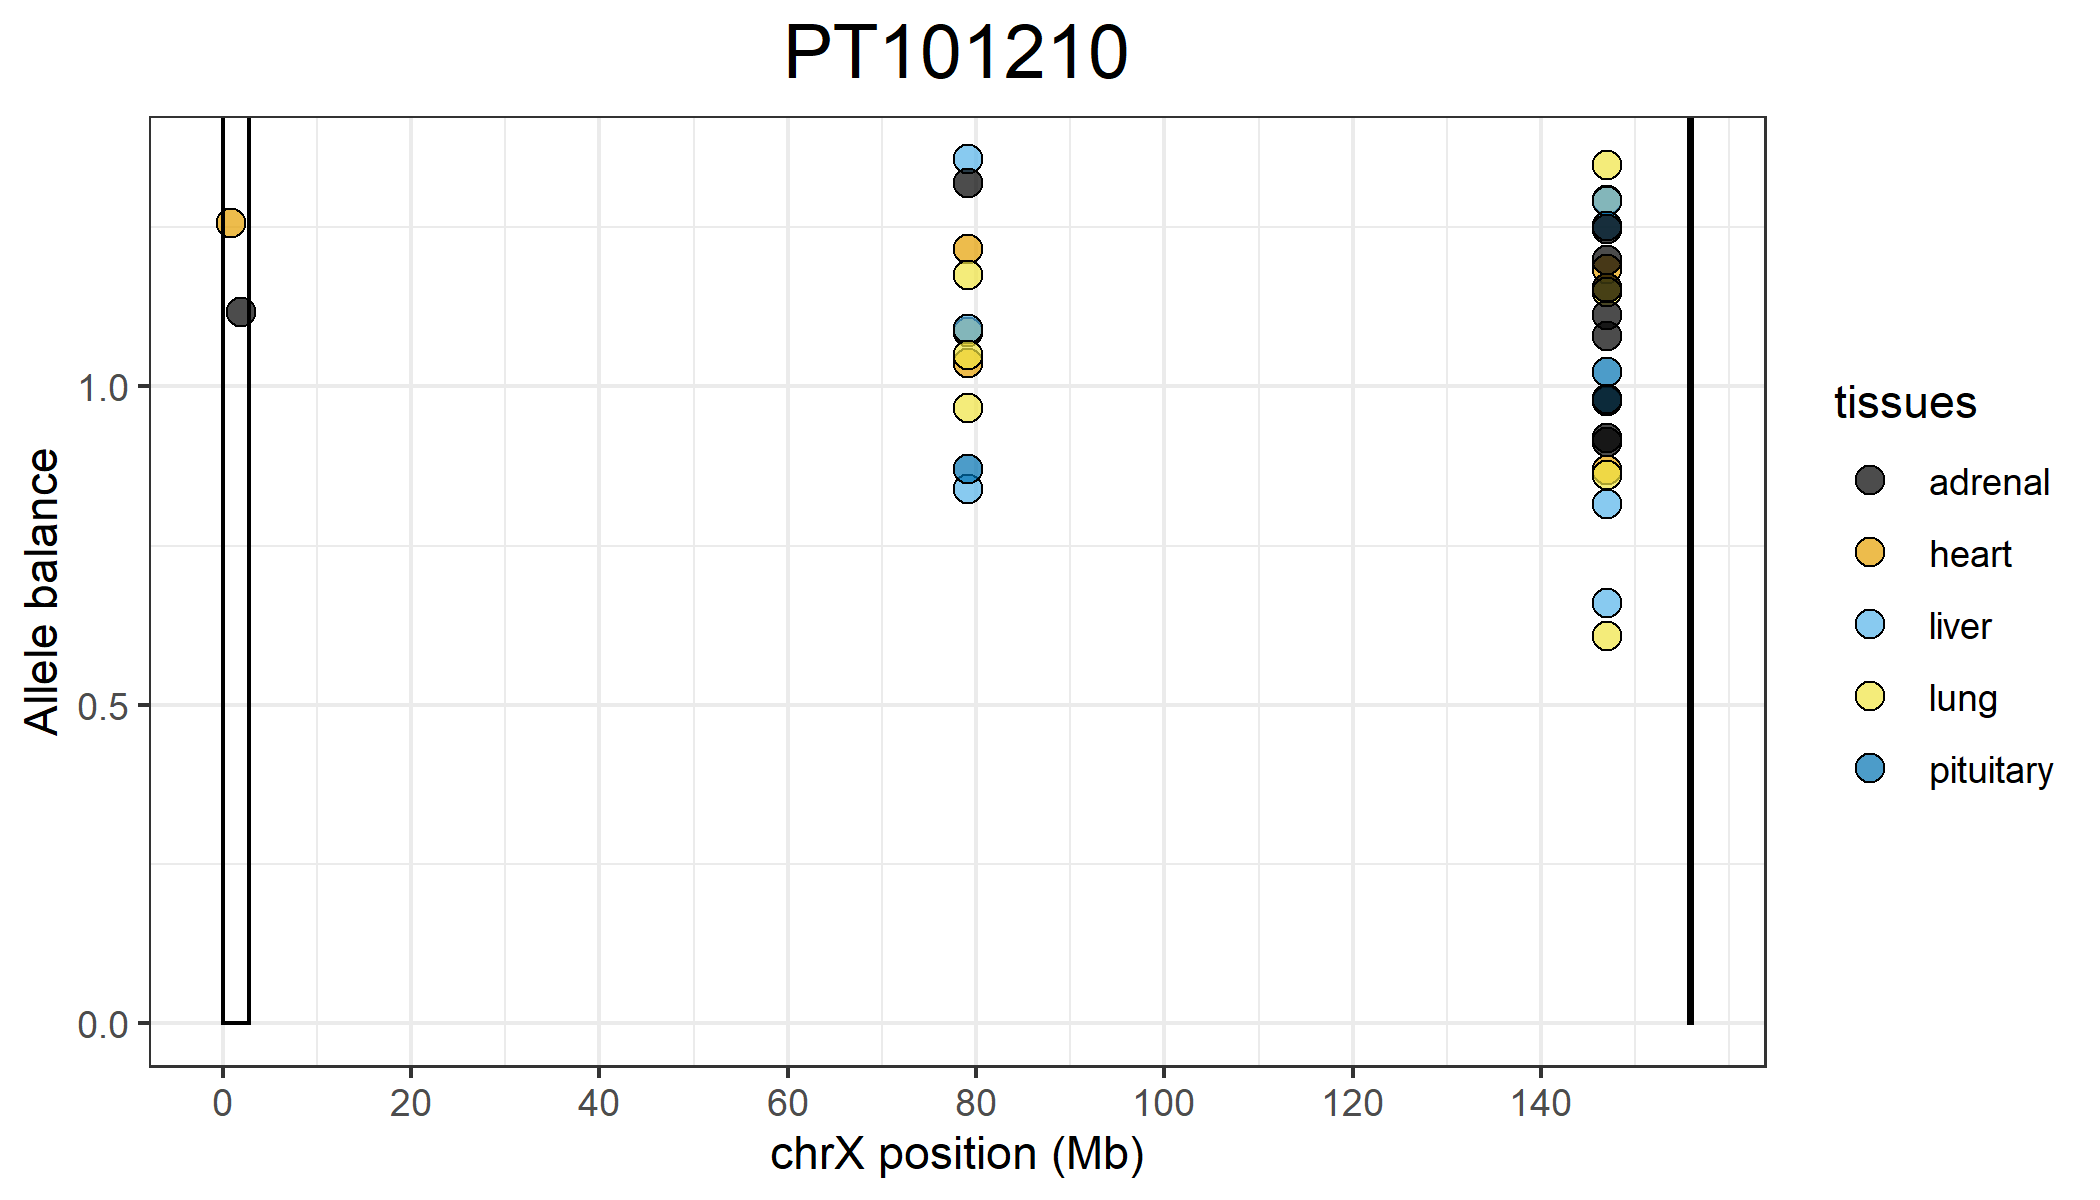 PT101210
Allele balance
1.0
0.5
0.0
0 20 40 60 80 100 120 140
chrX position (Mb)
tissues
adrenal
heart
liver
lung
pituitary